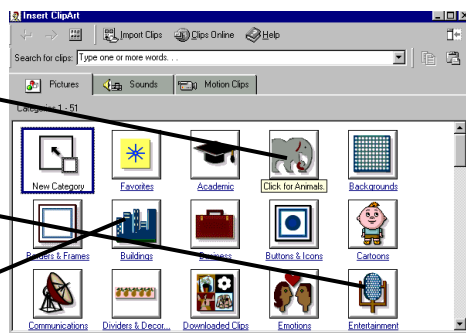 Insert ClipArt
Import Clips Clips Online Help
Search for clips: Type one or more words. . .
Pictures Sounds Motion Clips
Categories 1 - 51
New Category Favorites Academic Click for Animals. Backgrounds
Borders & Frames Buildings Business Buttons & Icons Cartoons
Communications Dividers & Decor... Downloaded Clips Emotions Entertainment